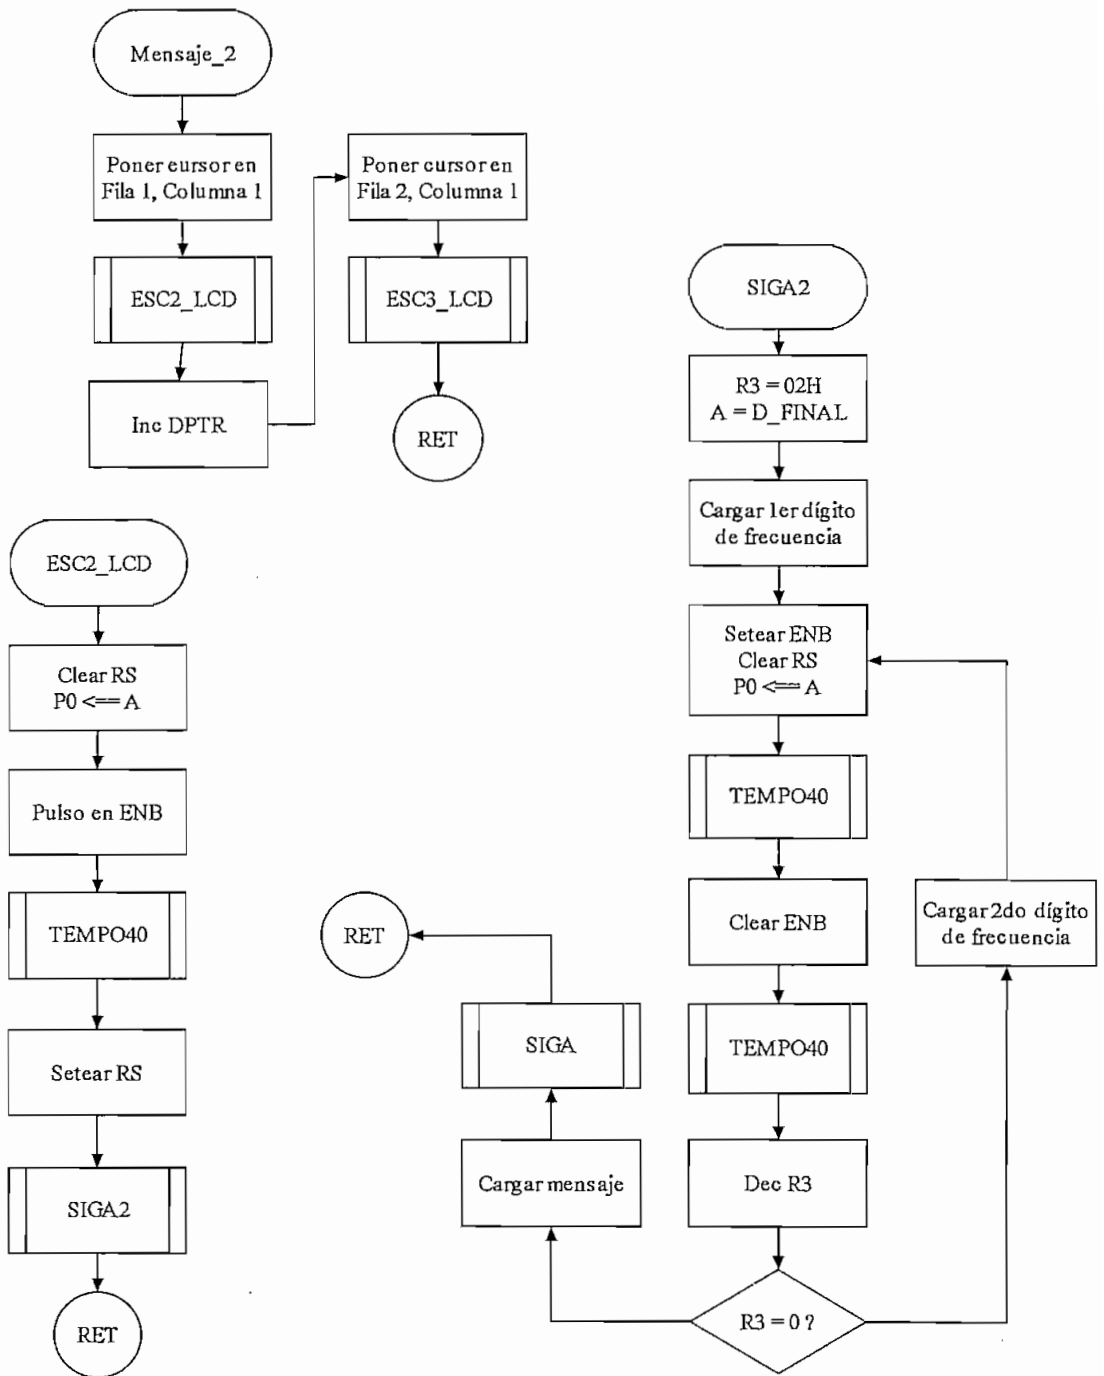 Mensaje_2
Poner eursor en
Fila 1, Columna 1
ESC2_LCD
Inc DPTR
Poner cursor en
Fila 2, Columna 1
ESC3_LCD
RET
ESC2_LCD
Clear RS
P0 <== A
Pulso en ENB
TEMPO40
Setear RS
SIGA2
RET
SIGA2
R3 = 02H
A = D_FINAL
Cargar 1er dígito
de frecuencia
Setear ENB
Clear RS
P0 <== A
TEMPO40
Clear ENB
TEMPO40
Dec R3
R3 = 0 ?
Cargar 2do dígito
de frecuencia
Cargar mensaje
SIGA
RET